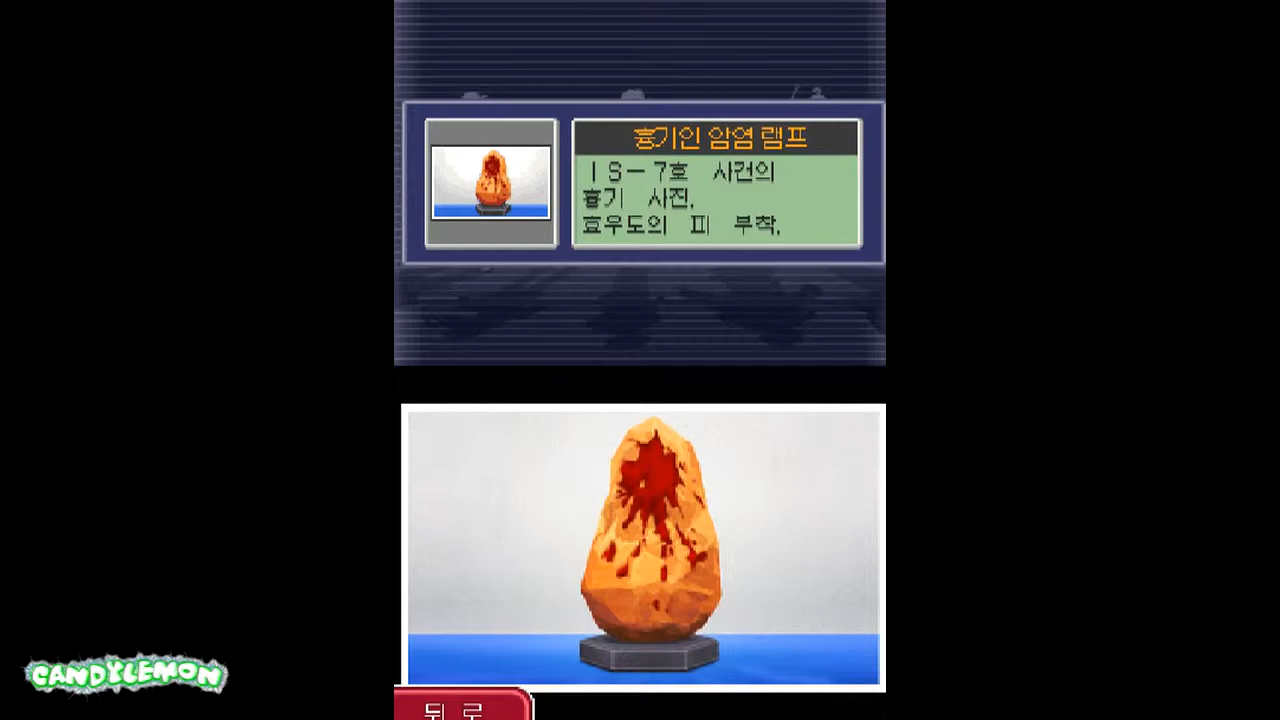 흉기인 암염 램프
IS-7호 사건의
흉기 사진.
효우도의 피 부착.
뒤로
CANDYLEMON